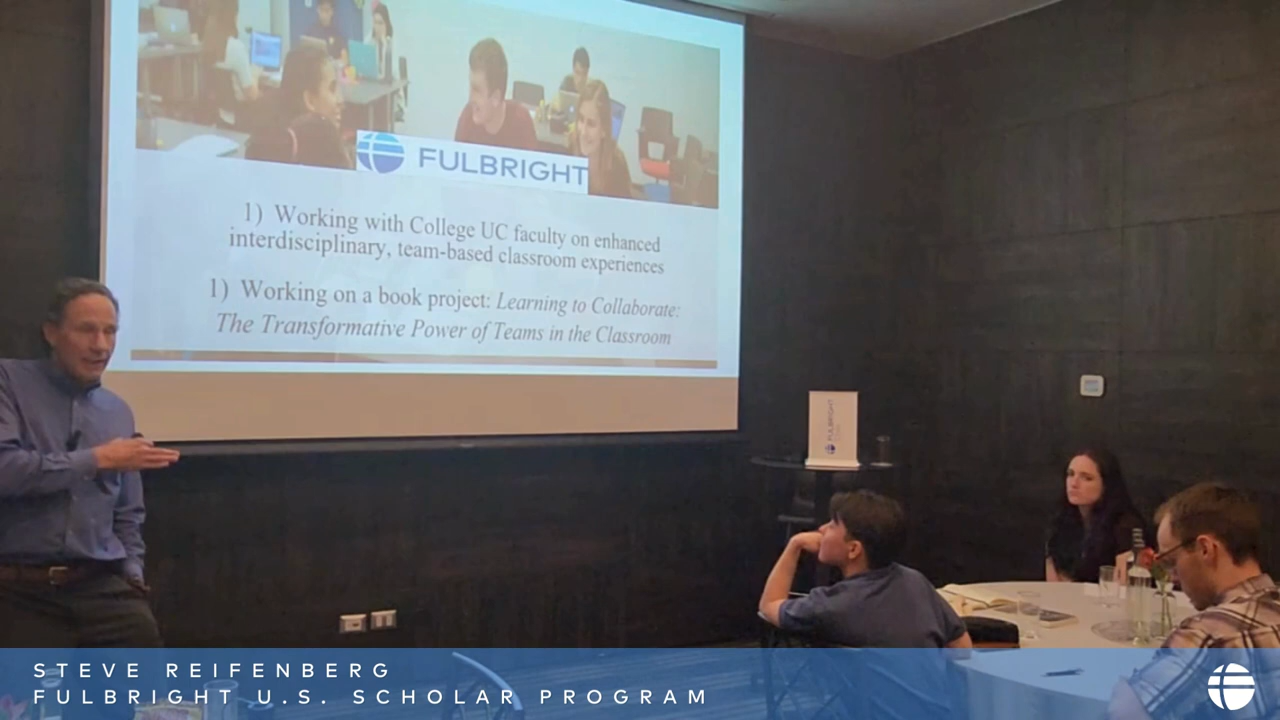 FULBRIGHT
1) Working with College UC faculty on enhanced
interdisciplinary, team-based classroom experiences
1) Working on a book project: Learning to Collaborate:
The Transformative Power of Teams in the Classroom
FULBRIGHT
STEVE REIFENBERG
FULBRIGHT U.S. SCHOLAR PROGRAM